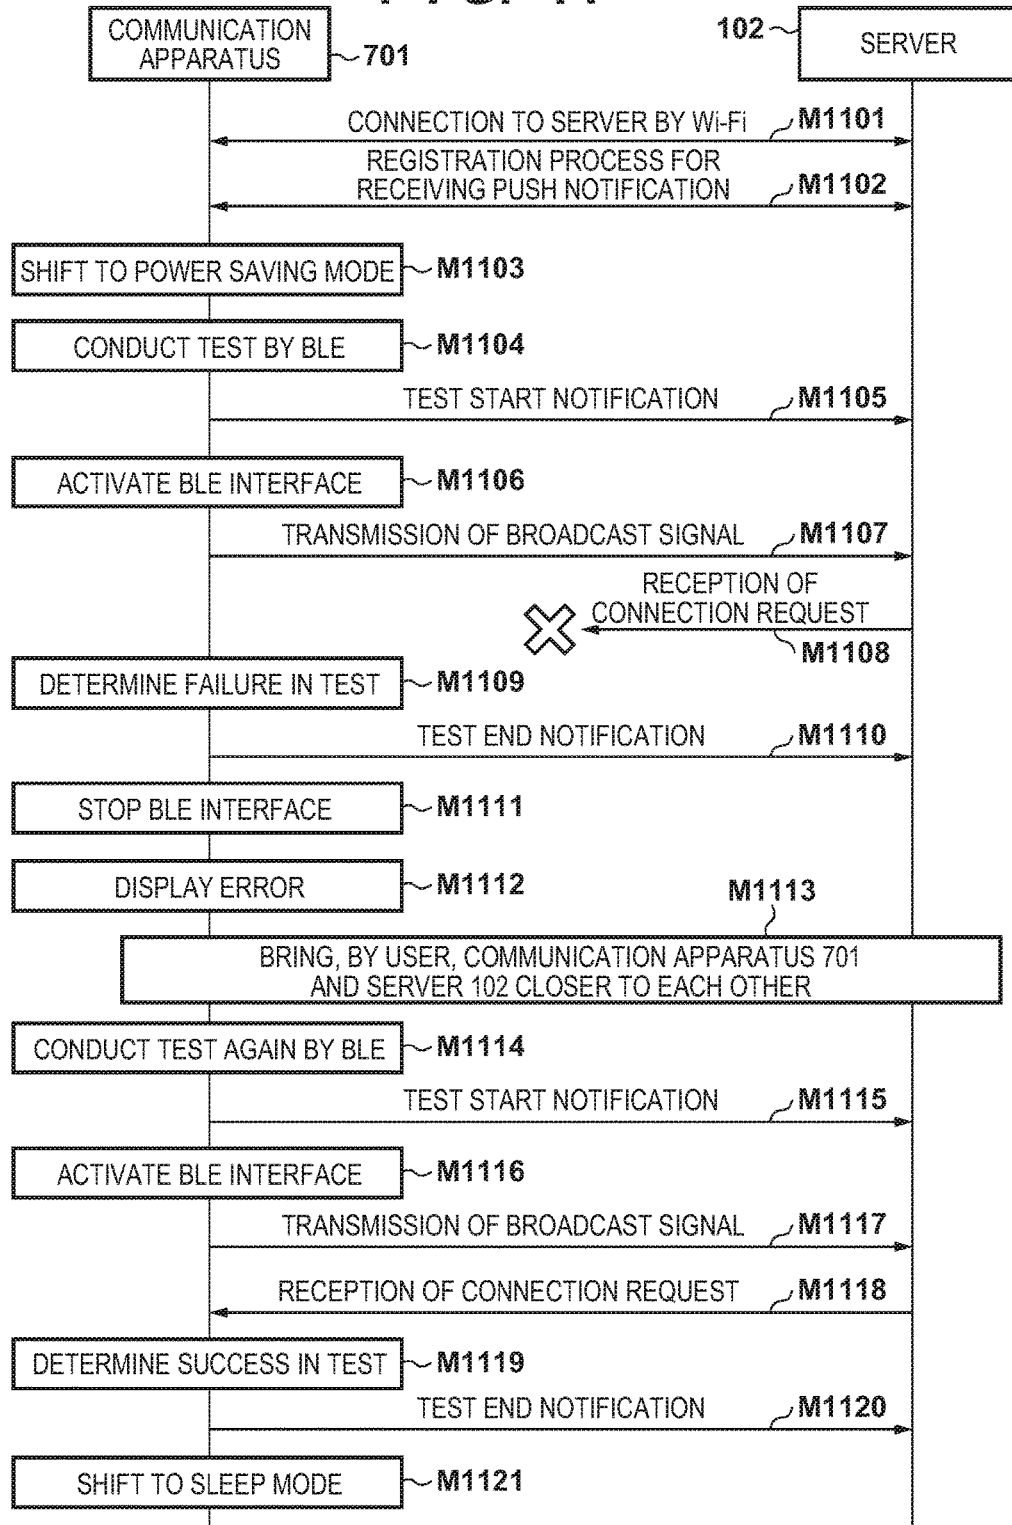 COMMUNICATION
APPARATUS
701
102
SERVER
CONNECTION TO SERVER BY Wi-Fi
M1101
REGISTRATION PROCESS FOR
RECEIVING PUSH NOTIFICATION
M1102
SHIFT TO POWER SAVING MODE
M1103
CONDUCT TEST BY BLE
M1104
TEST START NOTIFICATION
M1105
ACTIVATE BLE INTERFACE
M1106
TRANSMISSION OF BROADCAST SIGNAL
M1107
RECEPTION OF
CONNECTION REQUEST
M1108
DETERMINE FAILURE IN TEST
M1109
TEST END NOTIFICATION
M1110
STOP BLE INTERFACE
M1111
DISPLAY ERROR
M1112
M1113
BRING, BY USER, COMMUNICATION APPARATUS 701
AND SERVER 102 CLOSER TO EACH OTHER
CONDUCT TEST AGAIN BY BLE
M1114
TEST START NOTIFICATION
M1115
ACTIVATE BLE INTERFACE
M1116
TRANSMISSION OF BROADCAST SIGNAL
M1117
RECEPTION OF CONNECTION REQUEST
M1118
DETERMINE SUCCESS IN TEST
M1119
TEST END NOTIFICATION
M1120
SHIFT TO SLEEP MODE
M1121